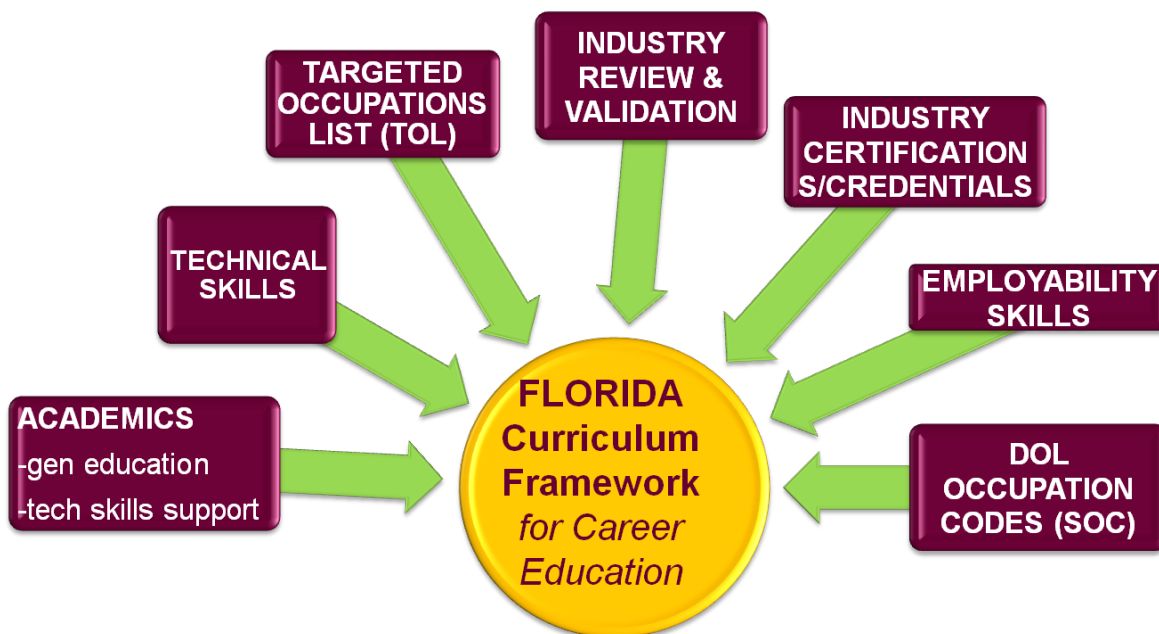 INDUSTRY
REVIEW &
VALIDATION
TARGETED
OCCUPATIONS
LIST (TOL)
INDUSTRY
CERTIFICATION
S/CREDENTIALS
TECHNICAL
SKILLS
EMPLOYABILITY
SKILLS
ACADEMICS
-gen education
-tech skills support
FLORIDA
Curriculum
Framework
for Career
Education
DOL
OCCUPATION
CODES (SOC)